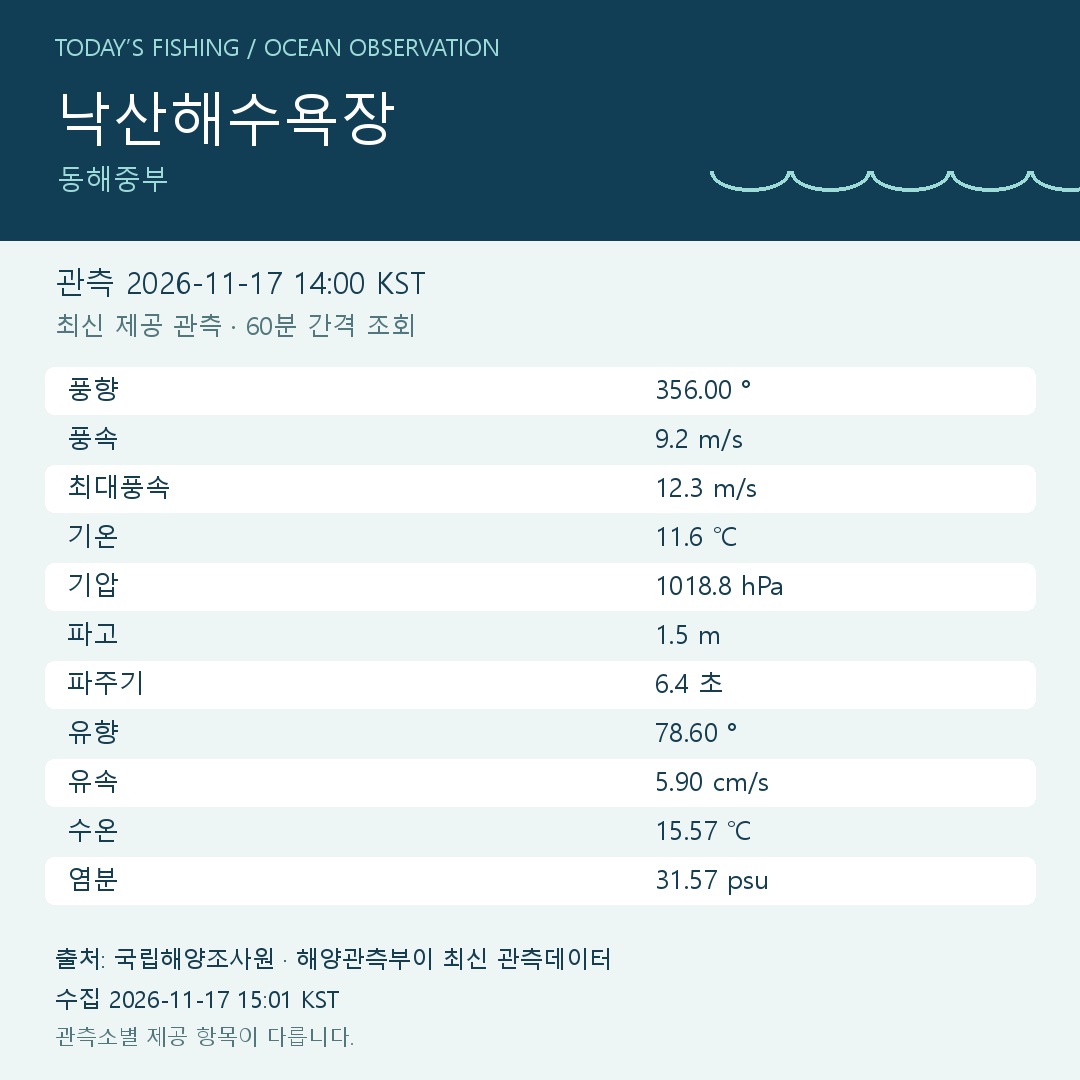 TODAY'S FISHING / OCEAN OBSERVATION
낙산해수욕장
동해중부
관측 2026-11-17 14:00 KST
최신 제공 관측 · 60분 간격 조회
풍향 356.00 °
풍속 9.2 m/s
최대풍속 12.3 m/s
기온 11.6 ℃
기압 1018.8 hPa
파고 1.5 m
파주기 6.4 초
유향 78.60 °
유속 5.90 cm/s
수온 15.57 ℃
염분 31.57 psu
출처: 국립해양조사원 · 해양관측부이 최신 관측데이터
수집 2026-11-17 15:01 KST
관측소별 제공 항목이 다릅니다.